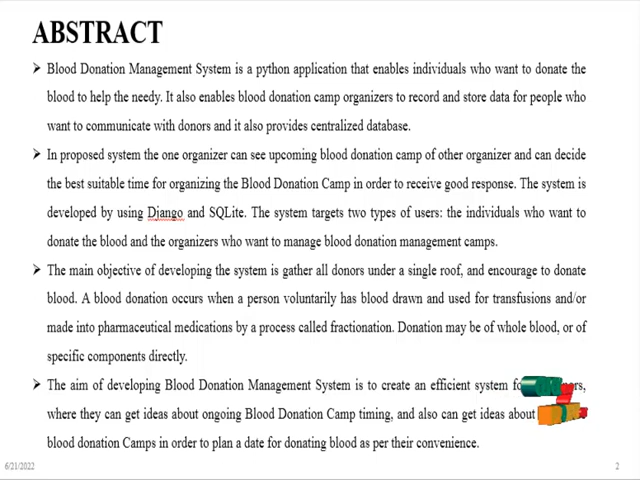 ABSTRACT
➢ Blood Donation Management System is a python application that enables individuals who want to donate the
blood to help the needy. It also enables blood donation camp organizers to record and store data for people who
want to communicate with donors and it also provides centralized database.
➢ In proposed system the one organizer can see upcoming blood donation camp of other organizer and can decide
the best suitable time for organizing the Blood Donation Camp in order to receive good response. The system is
developed by using Django and SQLite. The system targets two types of users: the individuals who want to
donate the blood and the organizers who want to manage blood donation management camps.
➢ The main objective of developing the system is gather all donors under a single roof, and encourage to donate
blood. A blood donation occurs when a person voluntarily has blood drawn and used for transfusions and/or
made into pharmaceutical medications by a process called fractionation. Donation may be of whole blood, or of
specific components directly.
➢ The aim of developing Blood Donation Management System is to create an efficient system
where they can get ideas about ongoing Blood Donation Camp timing, and also can get ideas about
blood donation Camps in order to plan a date for donating blood as per their convenience.
6/21/2022
2